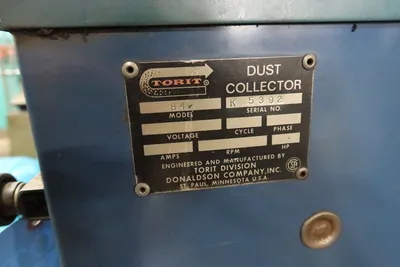 TORIT
DUST
COLLECTOR
84 K 5392
MODEL SERIAL NO.
VOLTAGE CYCLE PHASE
AMPS RPM HP
ENGINEERED AND MANUFACTURED BY
TORIT DIVISION
DONALDSON COMPANY, INC.
ST. PAUL, MINNESOTA U.S.A.